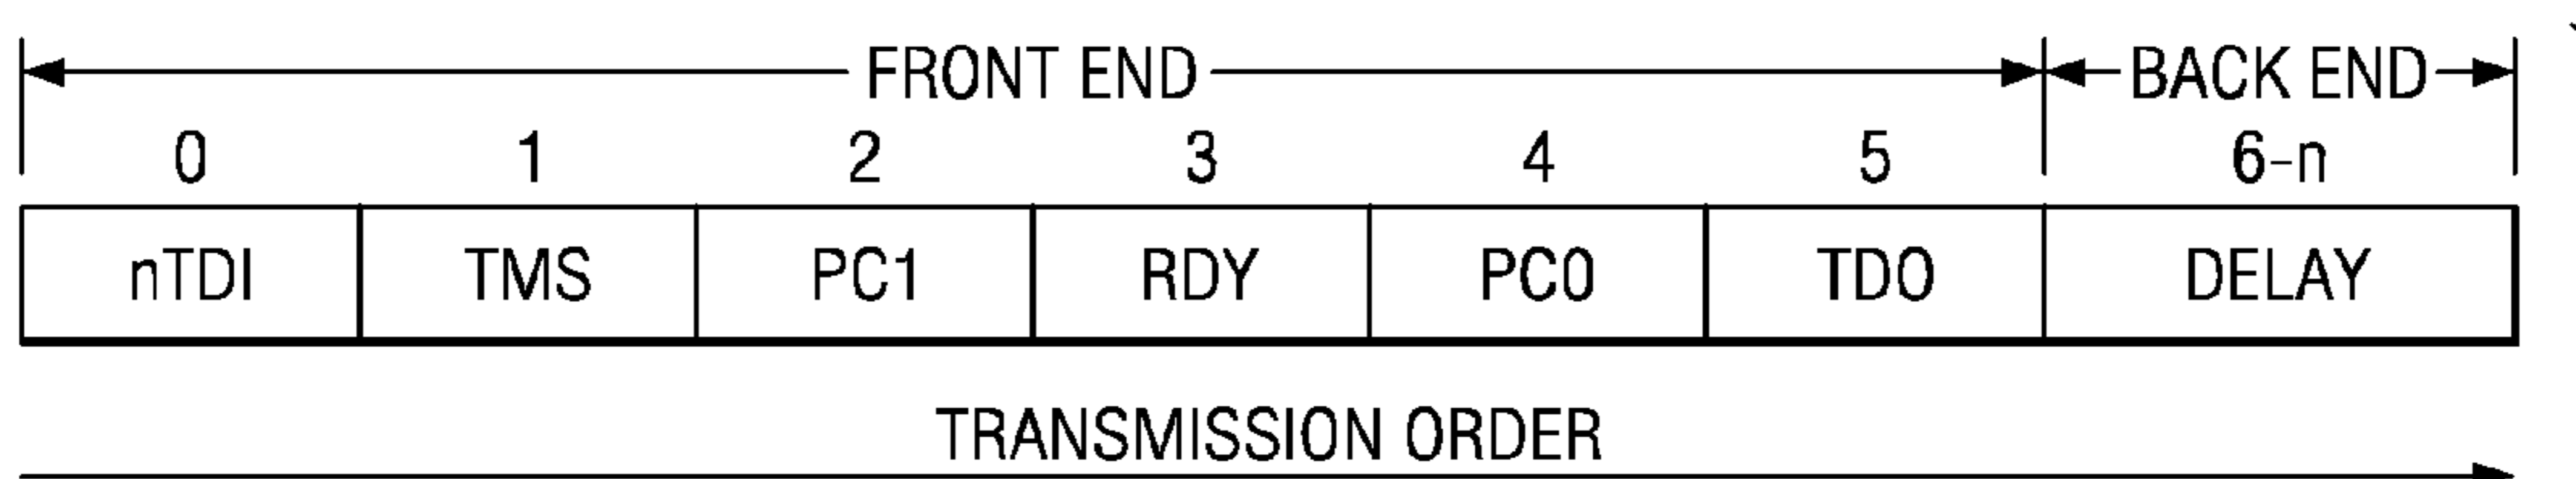 FRONT END BACK END
0 1 2 3 4 5 6-n
nTDI TMS PC1 RDY PC0 TDO DELAY
TRANSMISSION ORDER